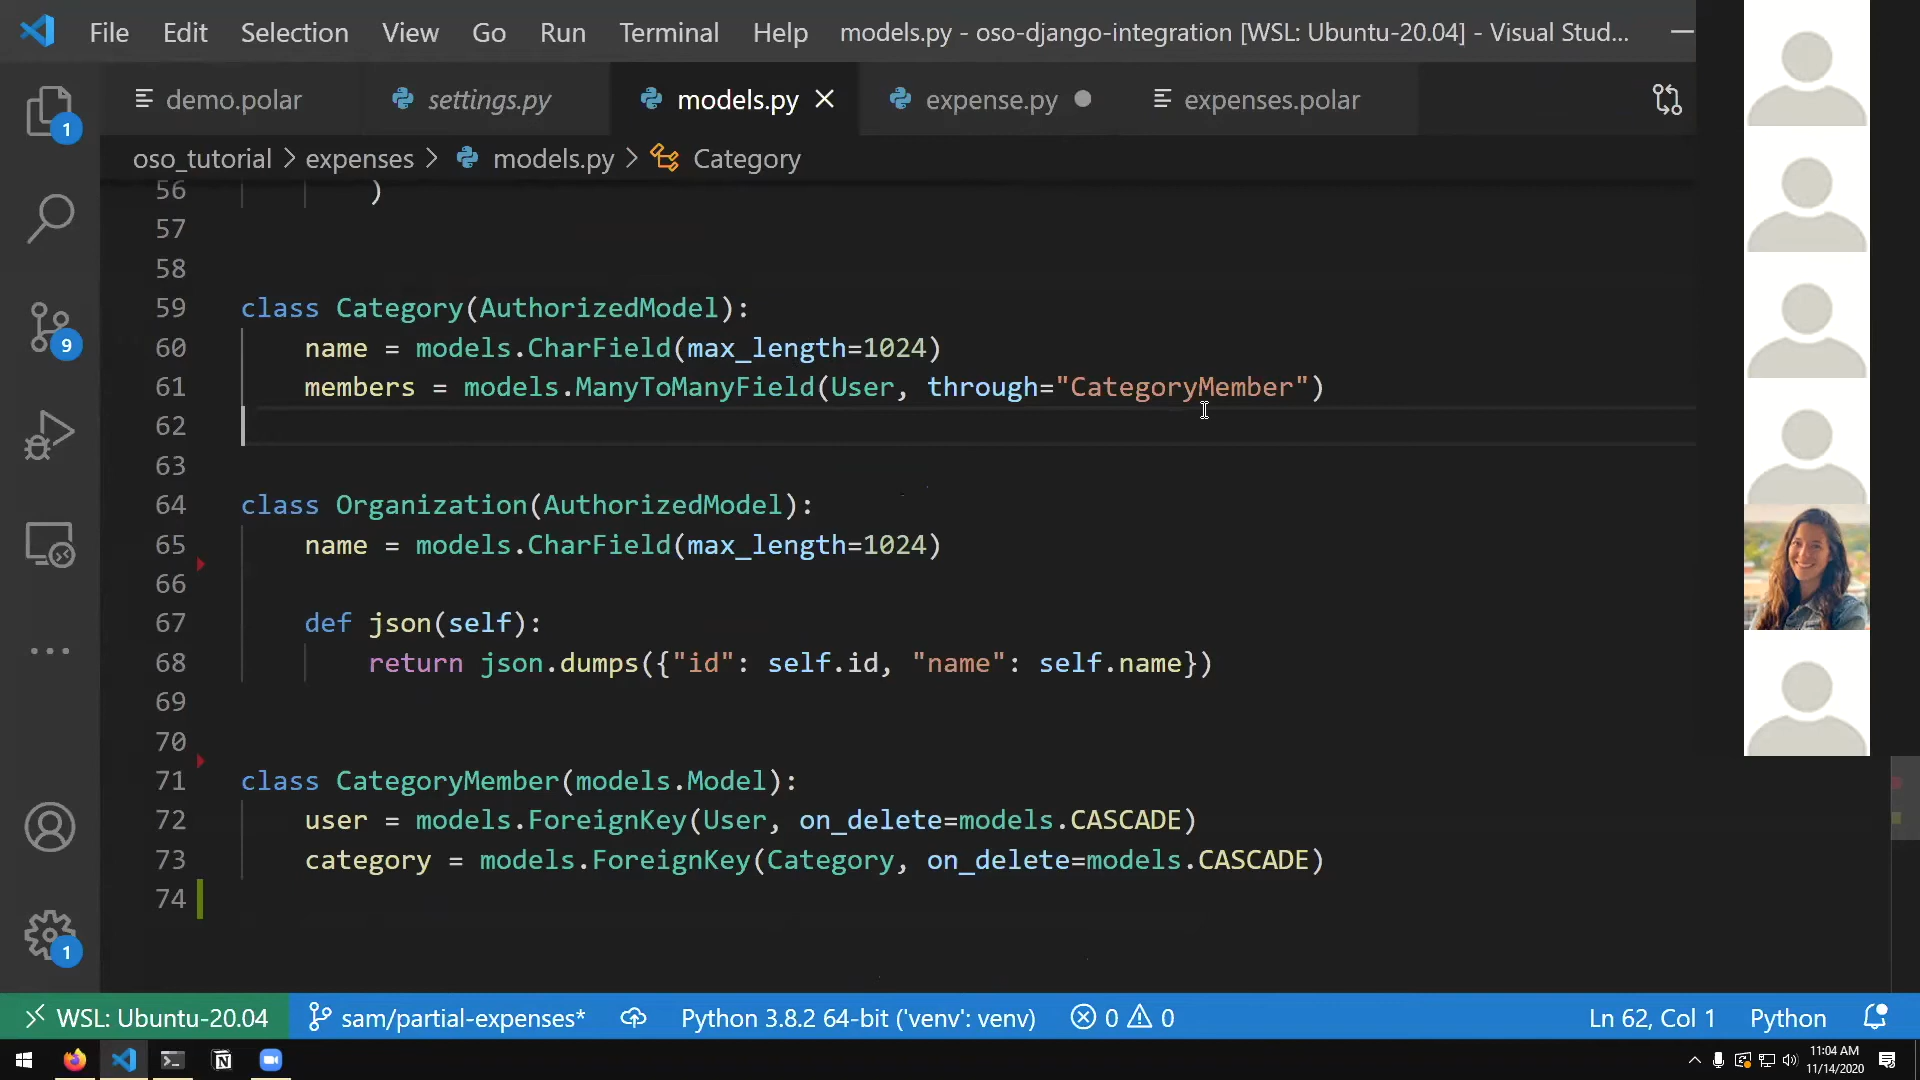 File Edit Selection View Go Run Terminal Help models.py - oso-django-integration [WSL: Ubuntu-20.04] - Visual Stud...
demo.polar settings.py models.py expense.py expenses.polar
oso_tutorial > expenses > models.py > Category
1
9
1
56 )
57
58
59 class Category(AuthorizedModel):
60 name = models.CharField(max_length=1024)
61 members = models.ManyToManyField(User, through="CategoryMember")
62
63
64 class Organization(AuthorizedModel):
65 name = models.CharField(max_length=1024)
66
67 def json(self):
68 return json.dumps({"id": self.id, "name": self.name})
69
70
71 class CategoryMember(models.Model):
72 user = models.ForeignKey(User, on_delete=models.CASCADE)
73 category = models.ForeignKey(Category, on_delete=models.CASCADE)
74
WSL: Ubuntu-20.04 sam/partial-expenses* Python 3.8.2 64-bit ('venv': venv) 0 0 Ln 62, Col 1 Python
11:04 AM
11/14/2020